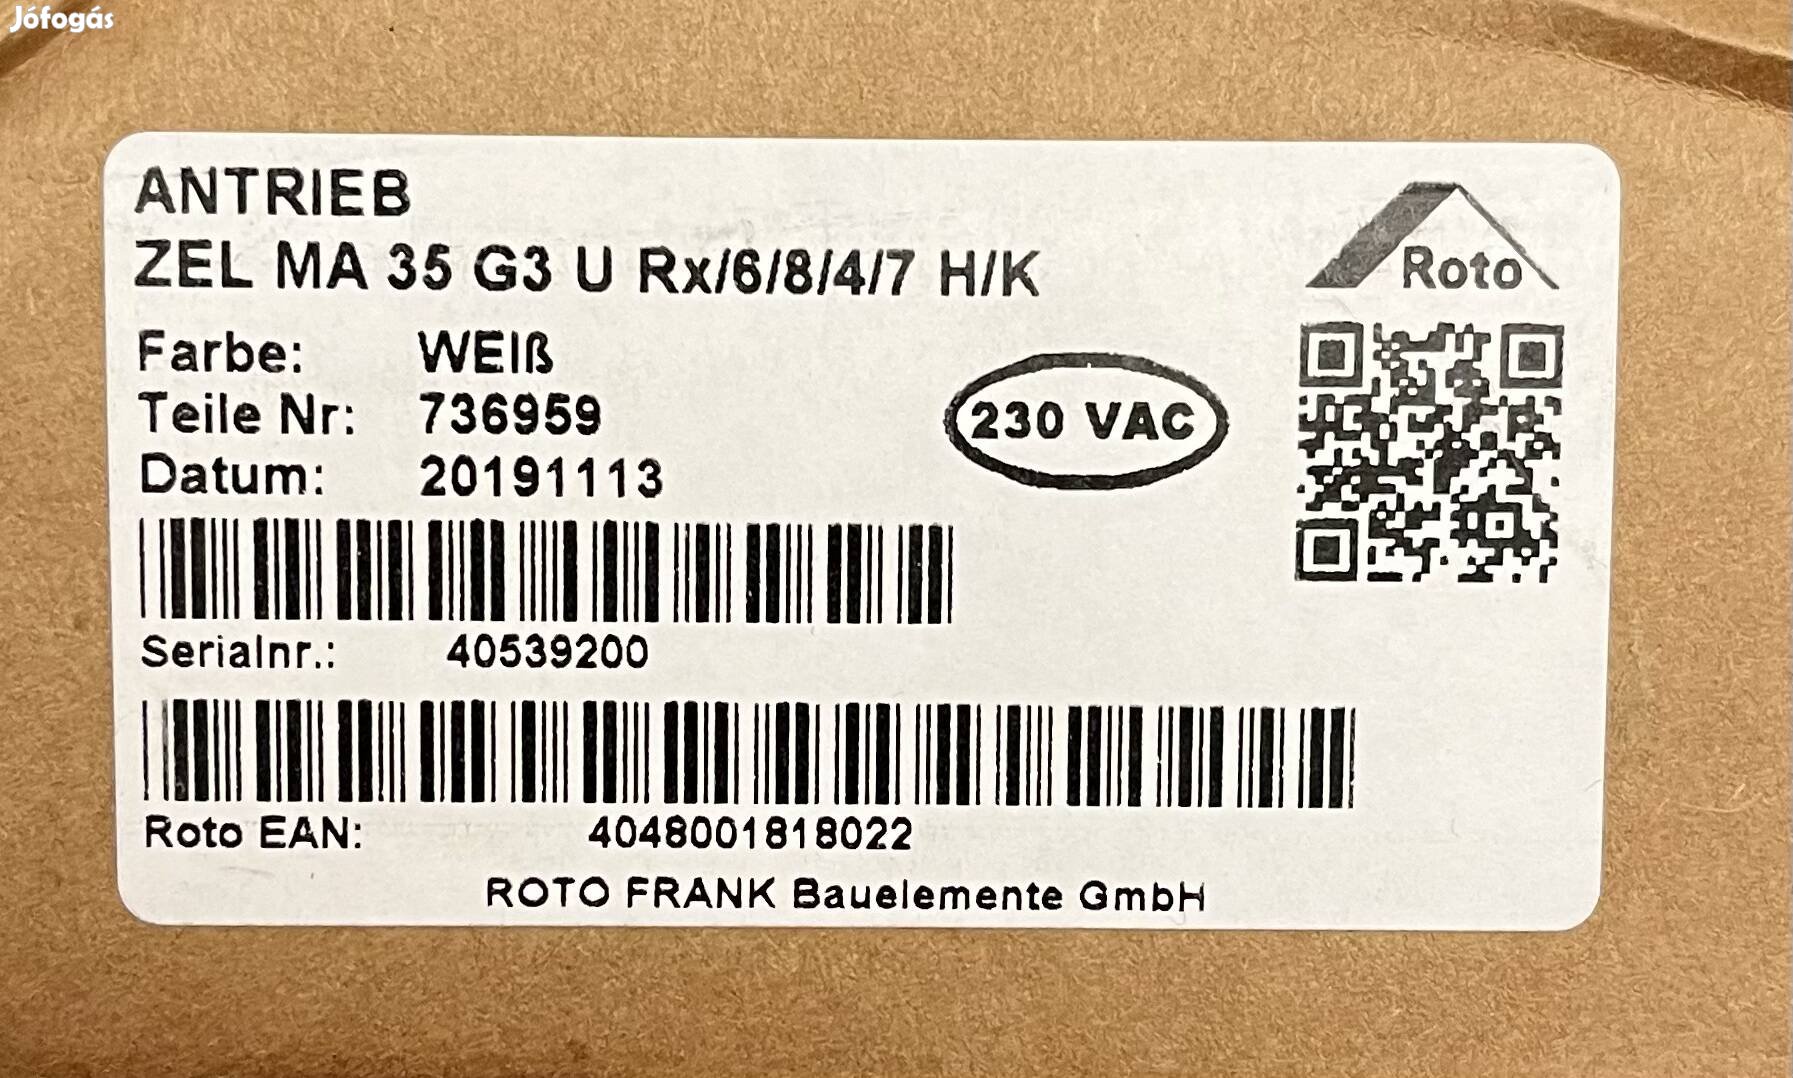 Jófogás
ANTRIEB
ZEL MA 35 G3 U Rx/6/8/4/7 H/K
Roto
Farbe: WEIß
Teile Nr: 736959
230 VAC
Datum: 20191113
Serialnr.: 40539200
Roto EAN: 4048001818022
ROTO FRANK Bauelemente GmbH